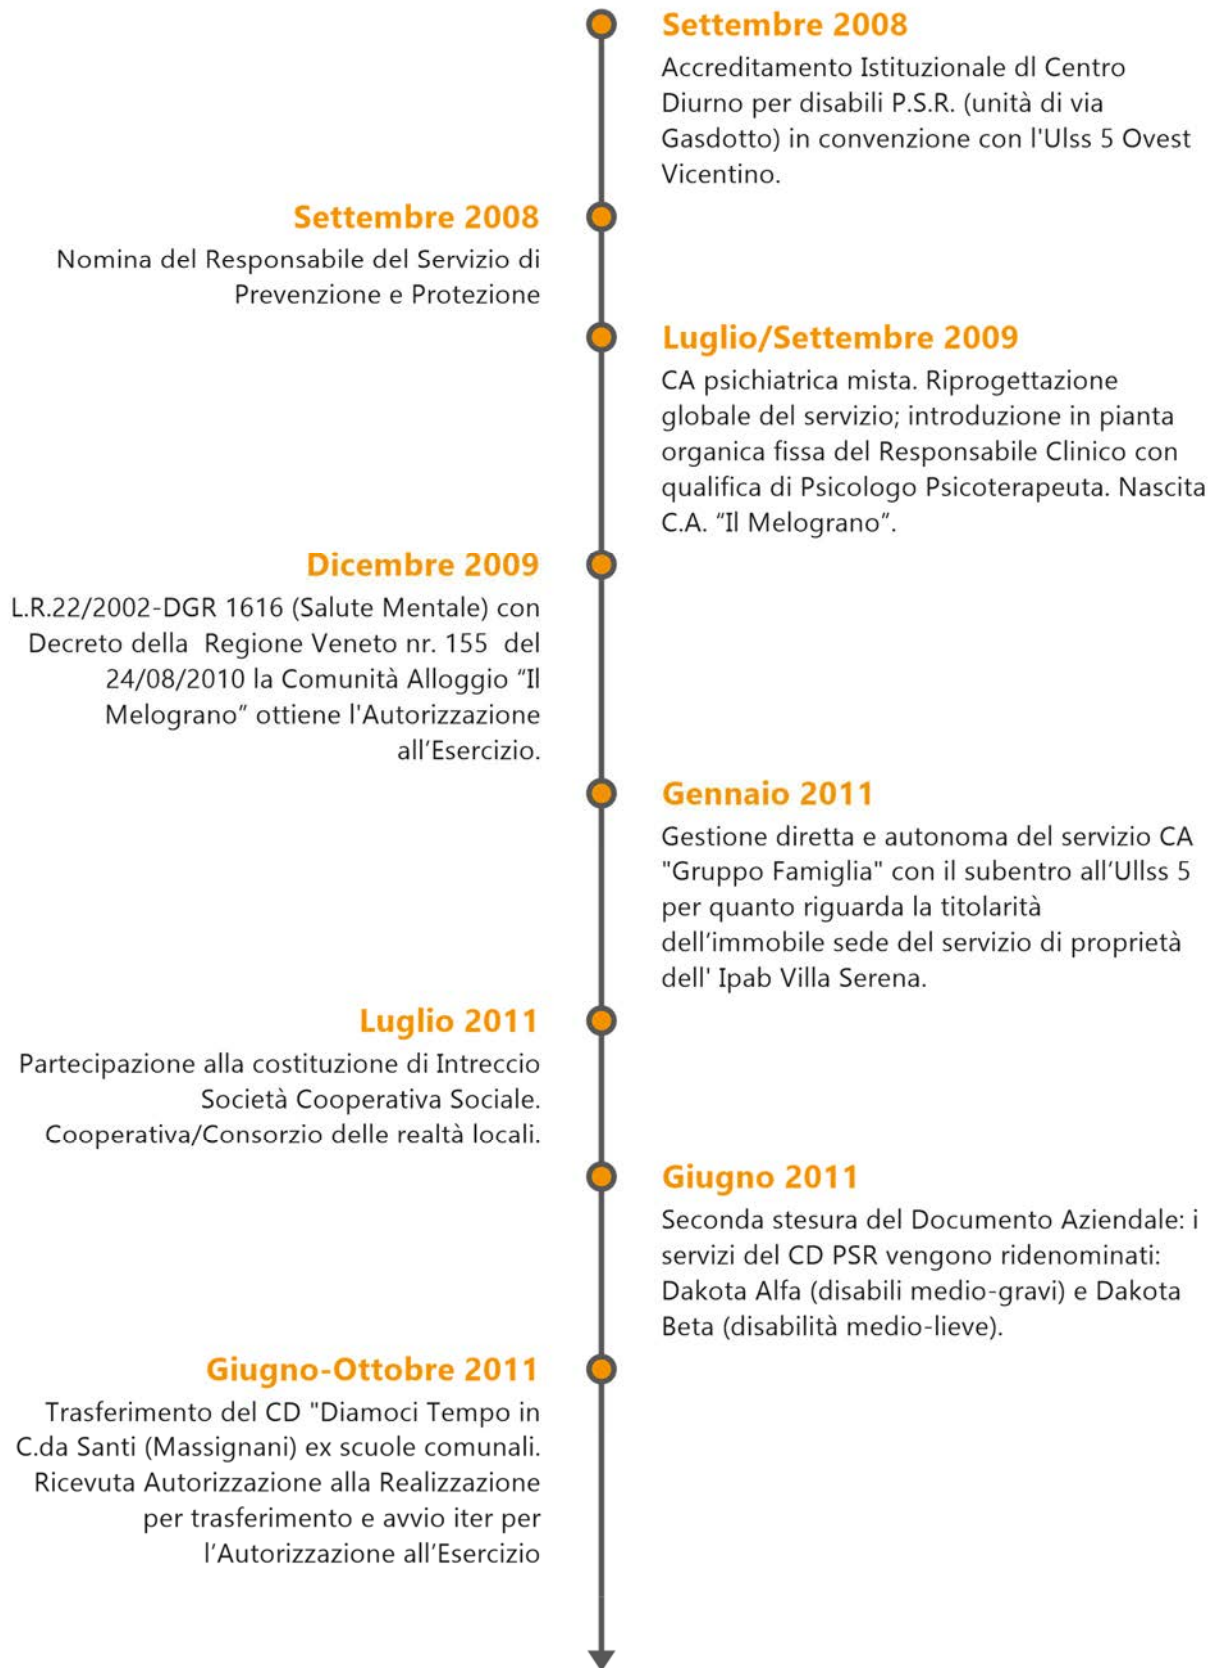 Settembre 2008
Accreditamento Istituzionale dl Centro
Diurno per disabili P.S.R. (unità di via
Gasdotto) in convenzione con l'Ulss 5 Ovest
Vicentino.
Settembre 2008
Nomina del Responsabile del Servizio di
Prevenzione e Protezione
Luglio/Settembre 2009
CA psichiatrica mista. Riprogettazione
globale del servizio; introduzione in pianta
organica fissa del Responsabile Clinico con
qualifica di Psicologo Psicoterapeuta. Nascita
C.A. “Il Melograno”.
Dicembre 2009
L.R.22/2002-DGR 1616 (Salute Mentale) con
Decreto della  Regione Veneto nr. 155  del
24/08/2010 la Comunità Alloggio “Il
Melograno” ottiene l'Autorizzazione
all’Esercizio.
Gennaio 2011
Gestione diretta e autonoma del servizio CA
"Gruppo Famiglia" con il subentro all’Ullss 5
per quanto riguarda la titolarità
dell’immobile sede del servizio di proprietà
dell' Ipab Villa Serena.
Luglio 2011
Partecipazione alla costituzione di Intreccio
Società Cooperativa Sociale.
Cooperativa/Consorzio delle realtà locali.
Giugno 2011
Seconda stesura del Documento Aziendale: i
servizi del CD PSR vengono ridenominati:
Dakota Alfa (disabili medio-gravi) e Dakota
Beta (disabilità medio-lieve).
Giugno-Ottobre 2011
Trasferimento del CD "Diamoci Tempo in
C.da Santi (Massignani) ex scuole comunali.
Ricevuta Autorizzazione alla Realizzazione
per trasferimento e avvio iter per
l’Autorizzazione all’Esercizio